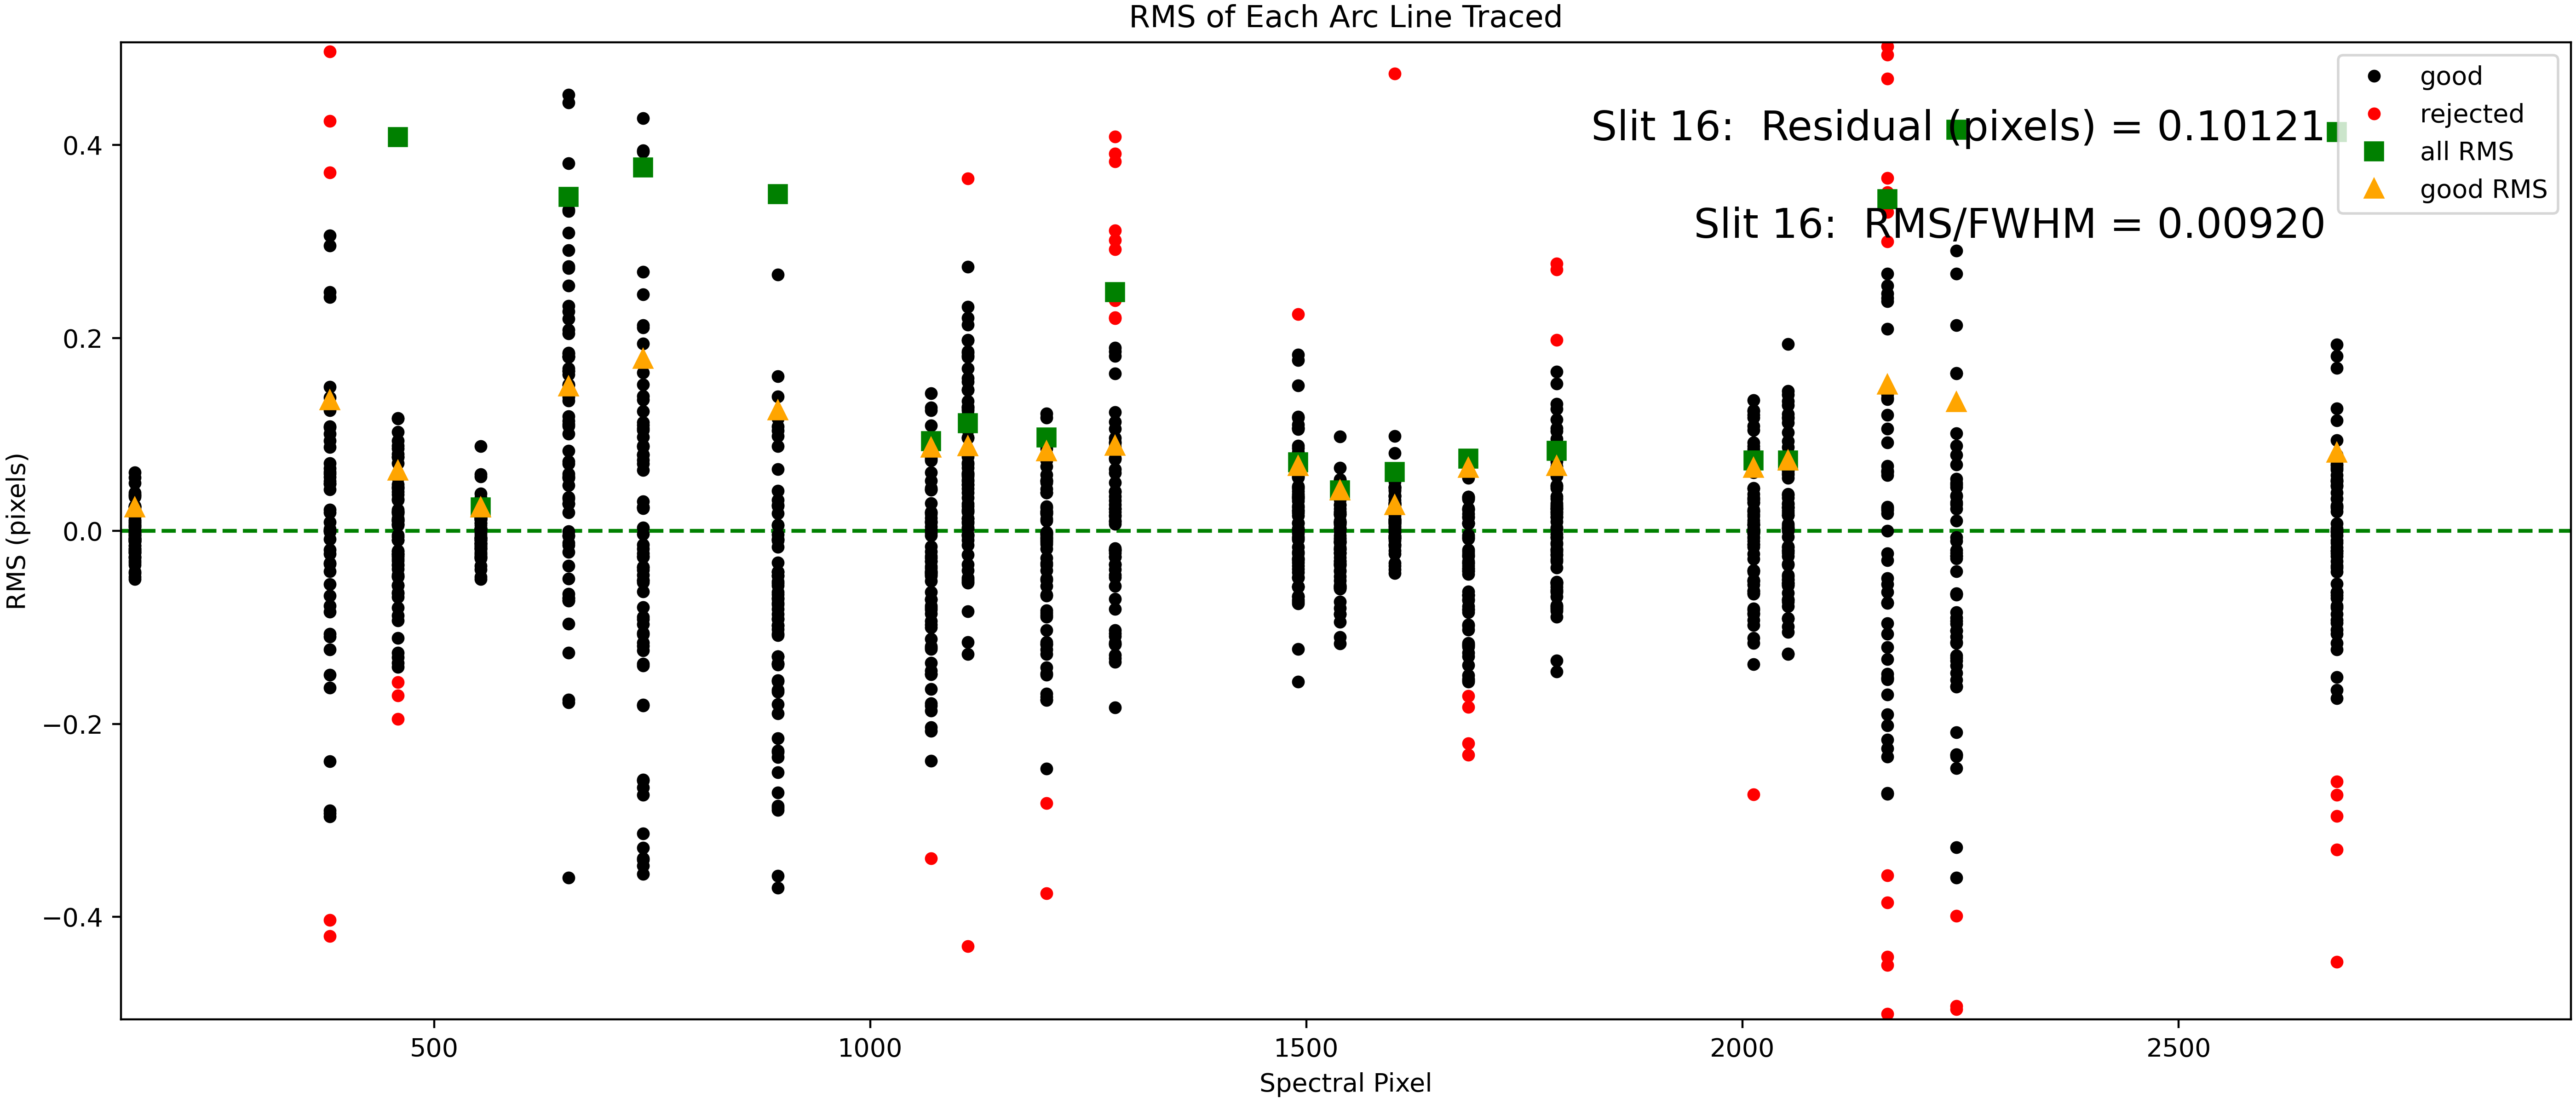 RMS of Each Arc Line Traced
good
rejected
all RMS
good RMS
Slit 16:  Residual (pixels) = 0.10121
Slit 16:  RMS/FWHM = 0.00920
RMS (pixels)
0.4
0.2
0.0
−0.2
−0.4
500 1000 1500 2000 2500
Spectral Pixel